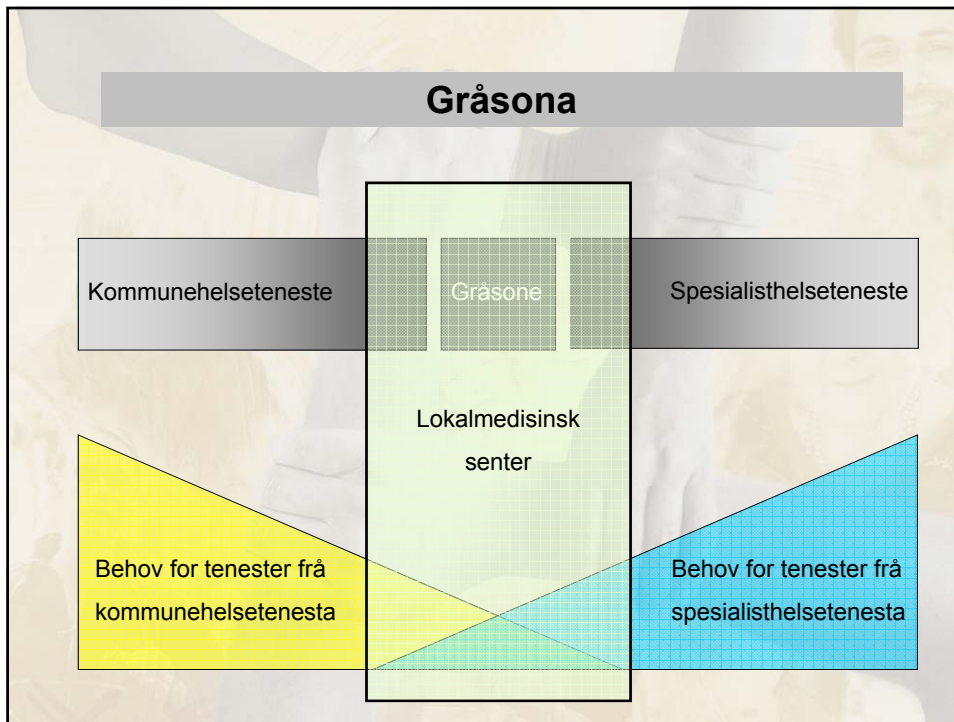 Gråsona
Kommunehelseteneste
Gråsone
Spesialisthelseteneste
Lokalmedisinsk
senter
Behov for tenester frå
kommunehelsetenesta
Behov for tenester frå
spesialisthelsetenesta